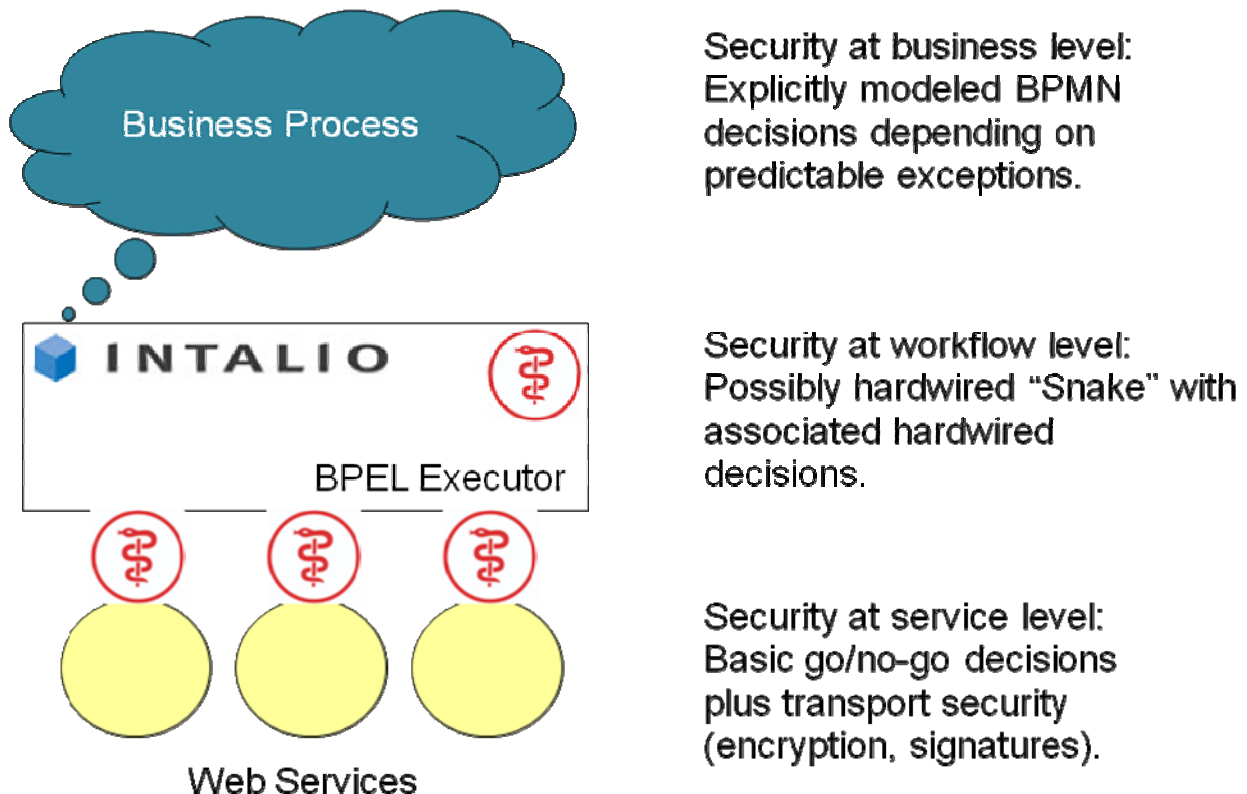 Business Process
Security at business level:
Explicitly modeled BPMN
decisions depending on
predictable exceptions.
INTALIO
BPEL Executor
Security at workflow level:
Possibly hardwired “Snake” with
associated hardwired
decisions.
Web Services
Security at service level:
Basic go/no-go decisions
plus transport security
(encryption, signatures).